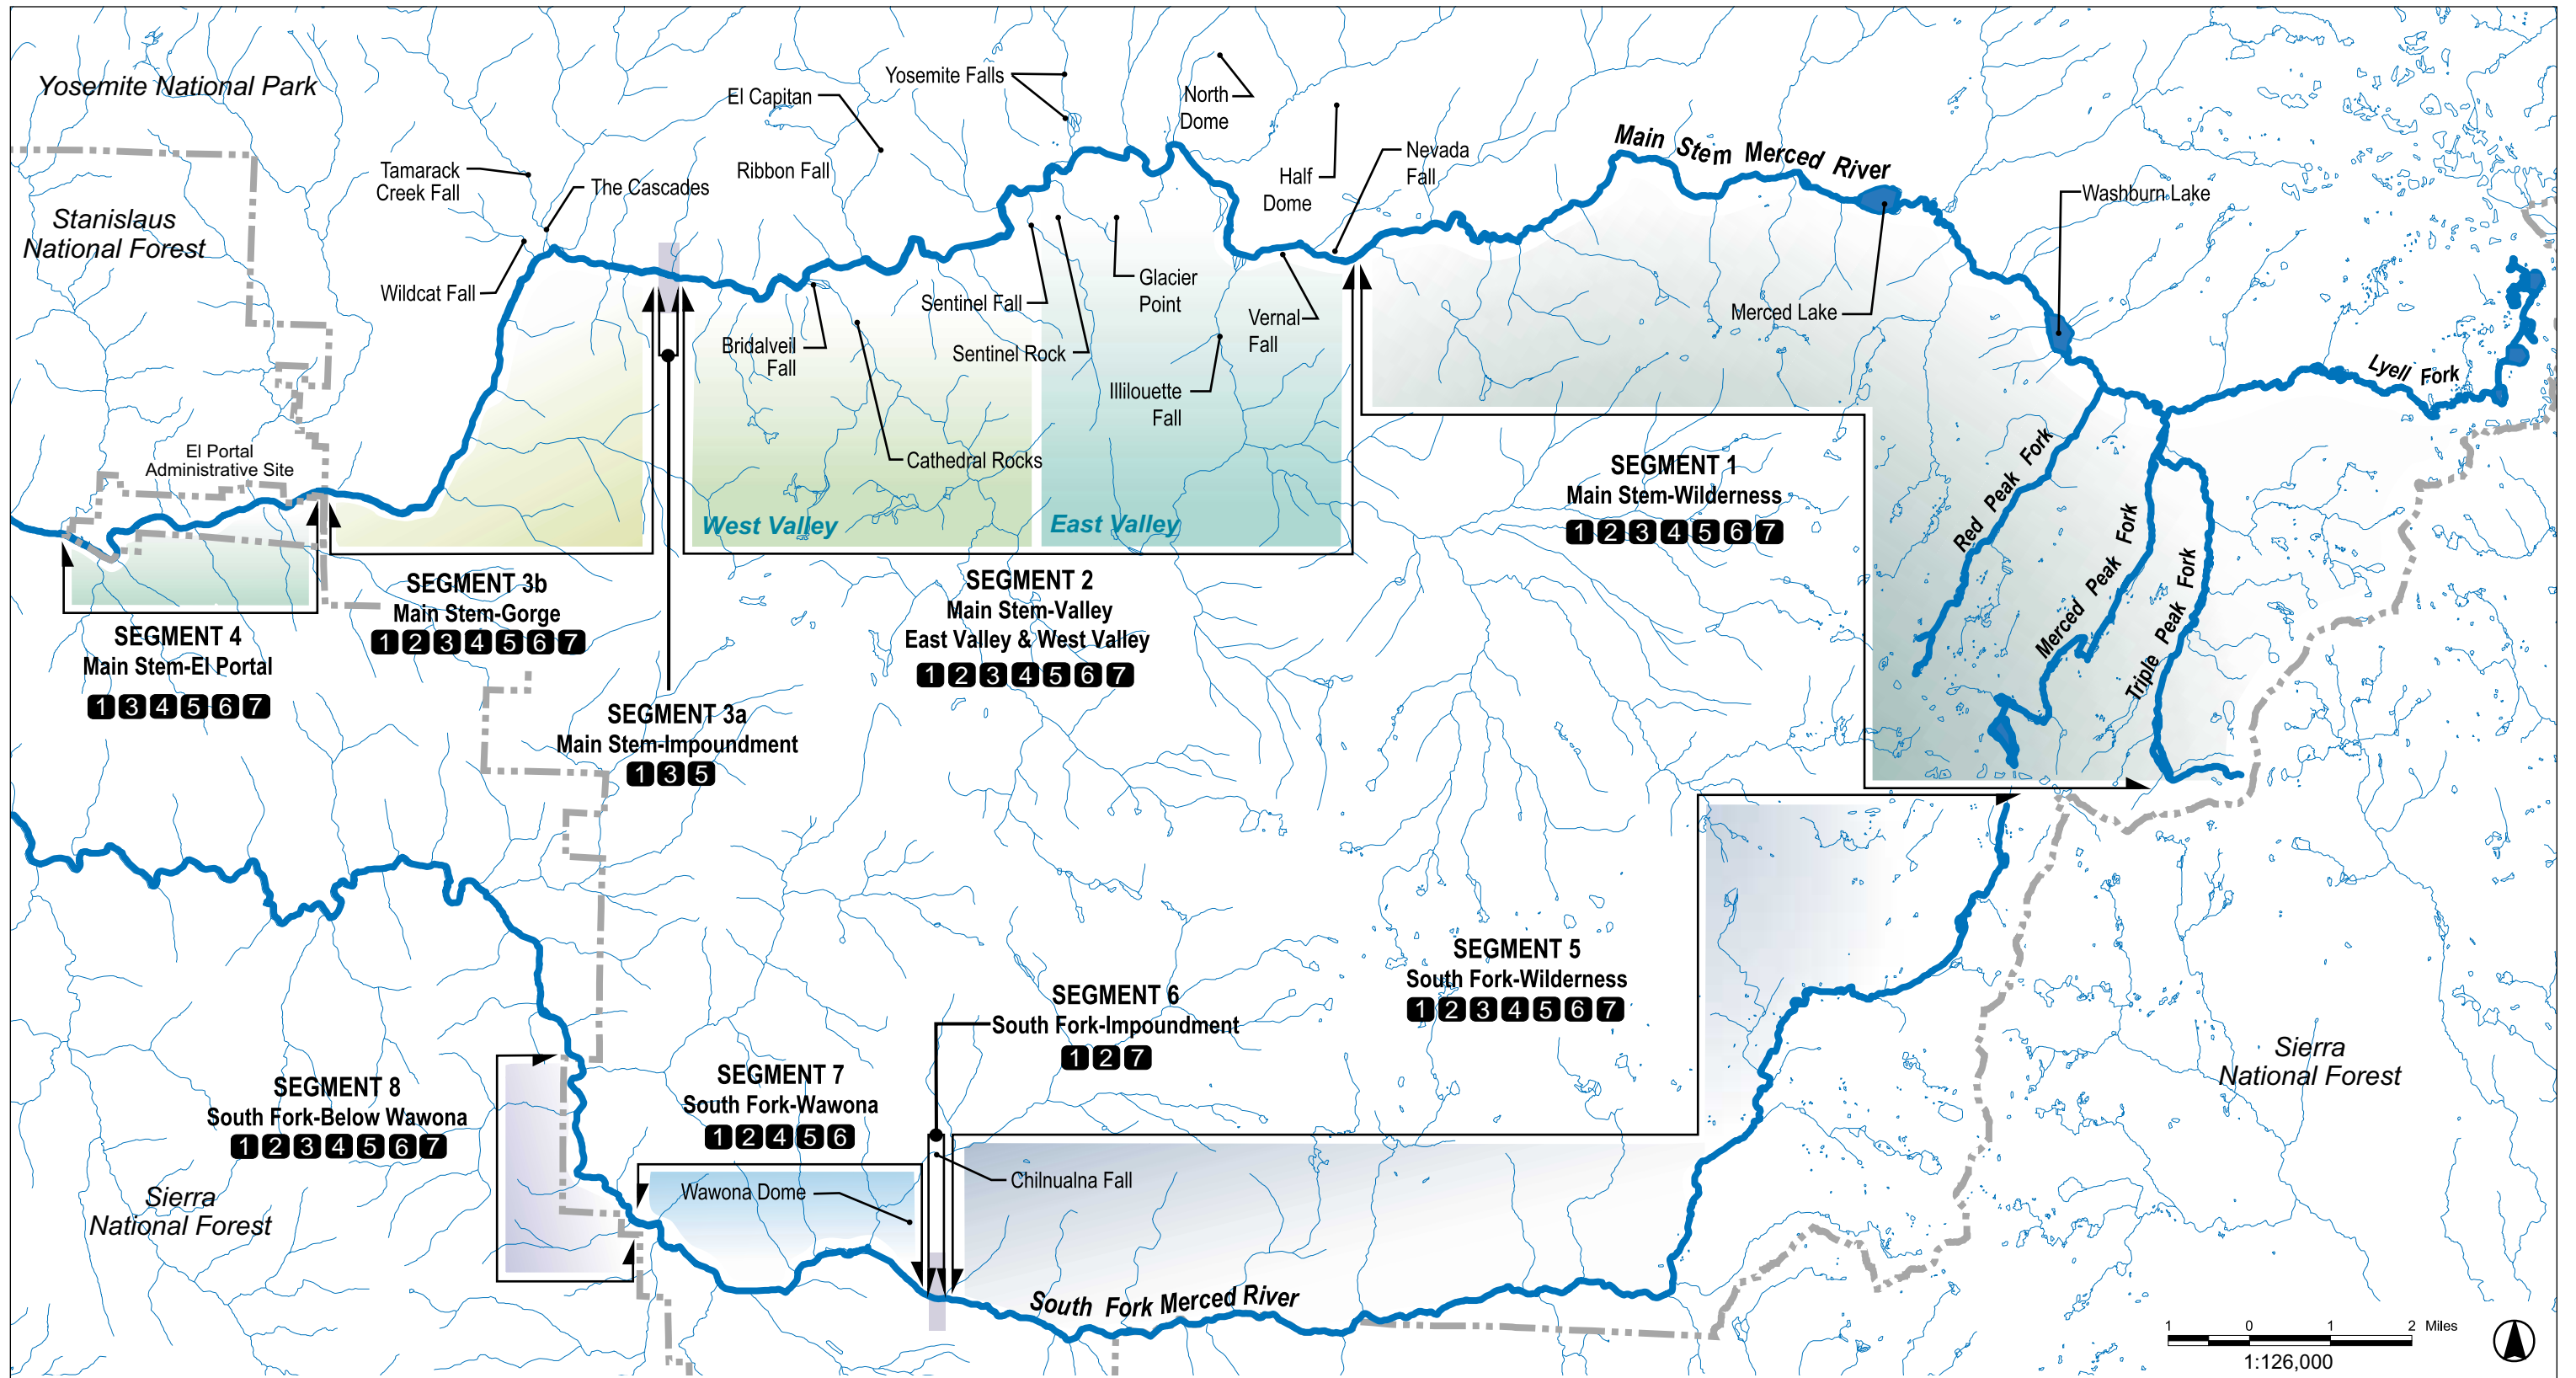 Yosemite National Park
Stanislaus
National Forest
Tamarack
Creek Fall
The Cascades
Wildcat Fall
El Capitan
Ribbon Fall
Yosemite Falls
North
Dome
Half
Dome
Nevada
Fall
Main Stem Merced River
Washburn Lake
Merced Lake
Lyell Fork
Bridalveil
Fall
Sentinel Fall
Sentinel Rock
Glacier
Point
Vernal
Fall
Illilouette
Fall
Cathedral Rocks
West Valley
East Valley
El Portal
Administrative Site
Red Peak Fork
Merced Peak Fork
Triple Peak Fork
SEGMENT 1
Main Stem-Wilderness
1 2 3 4 5 6 7
SEGMENT 2
Main Stem-Valley
East Valley & West Valley
1 2 3 4 5 6 7
SEGMENT 3b
Main Stem-Gorge
1 2 3 4 5 6 7
SEGMENT 4
Main Stem-El Portal
1 3 4 5 6 7
SEGMENT 3a
Main Stem-Impoundment
1 3 5
SEGMENT 5
South Fork-Wilderness
1 2 3 4 5 6 7
SEGMENT 6
South Fork-Impoundment
1 2 7
SEGMENT 7
South Fork-Wawona
1 2 4 5 6
SEGMENT 8
South Fork-Below Wawona
1 2 3 4 5 6 7
Sierra
National Forest
Wawona Dome
Chilnualna Fall
South Fork Merced River
Sierra
National Forest
1 0 1 2 Miles
1:126,000